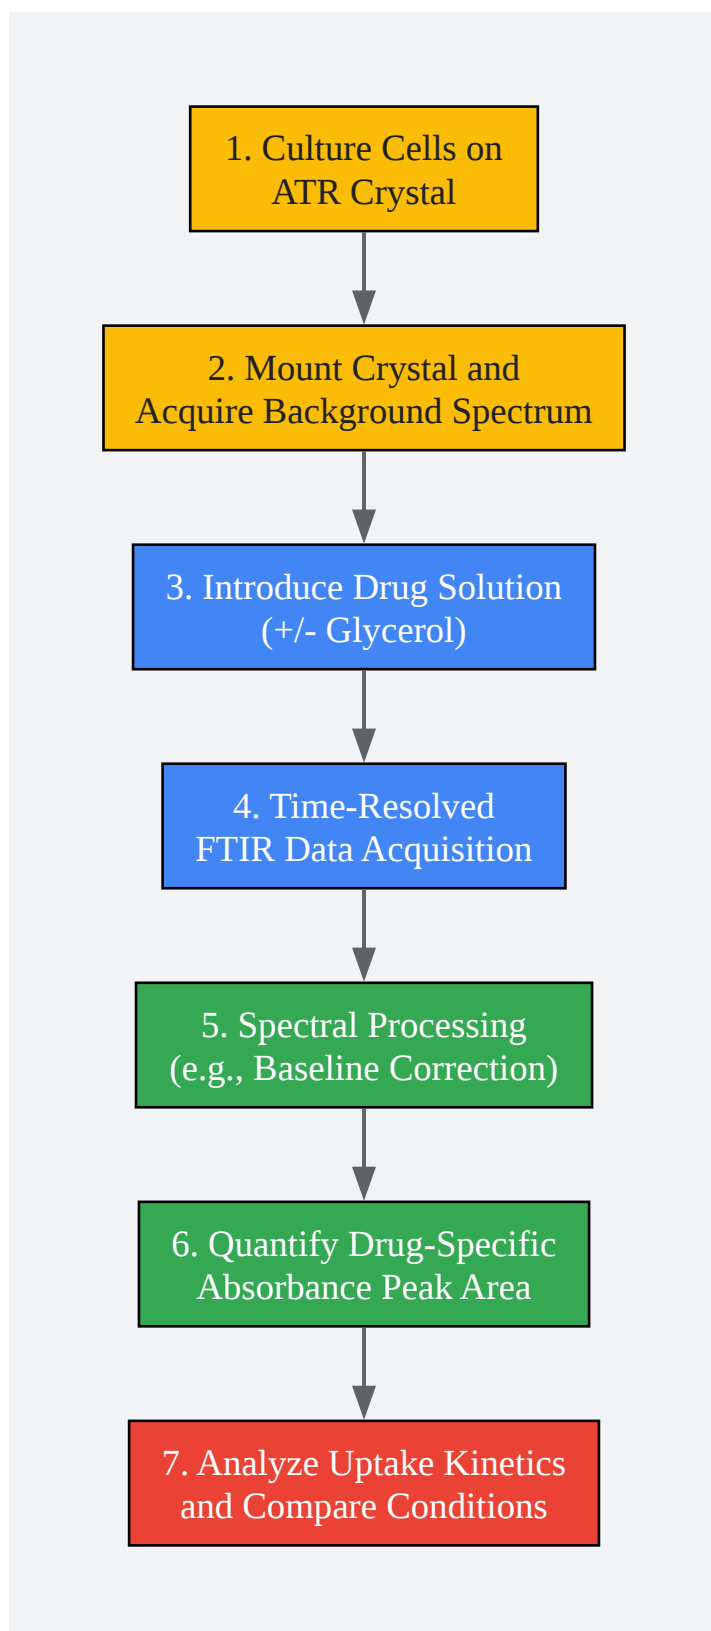 1. Culture Cells on
ATR Crystal
2. Mount Crystal and
Acquire Background Spectrum
3. Introduce Drug Solution
(+/- Glycerol)
4. Time-Resolved
FTIR Data Acquisition
5. Spectral Processing
(e.g., Baseline Correction)
6. Quantify Drug-Specific
Absorbance Peak Area
7. Analyze Uptake Kinetics
and Compare Conditions